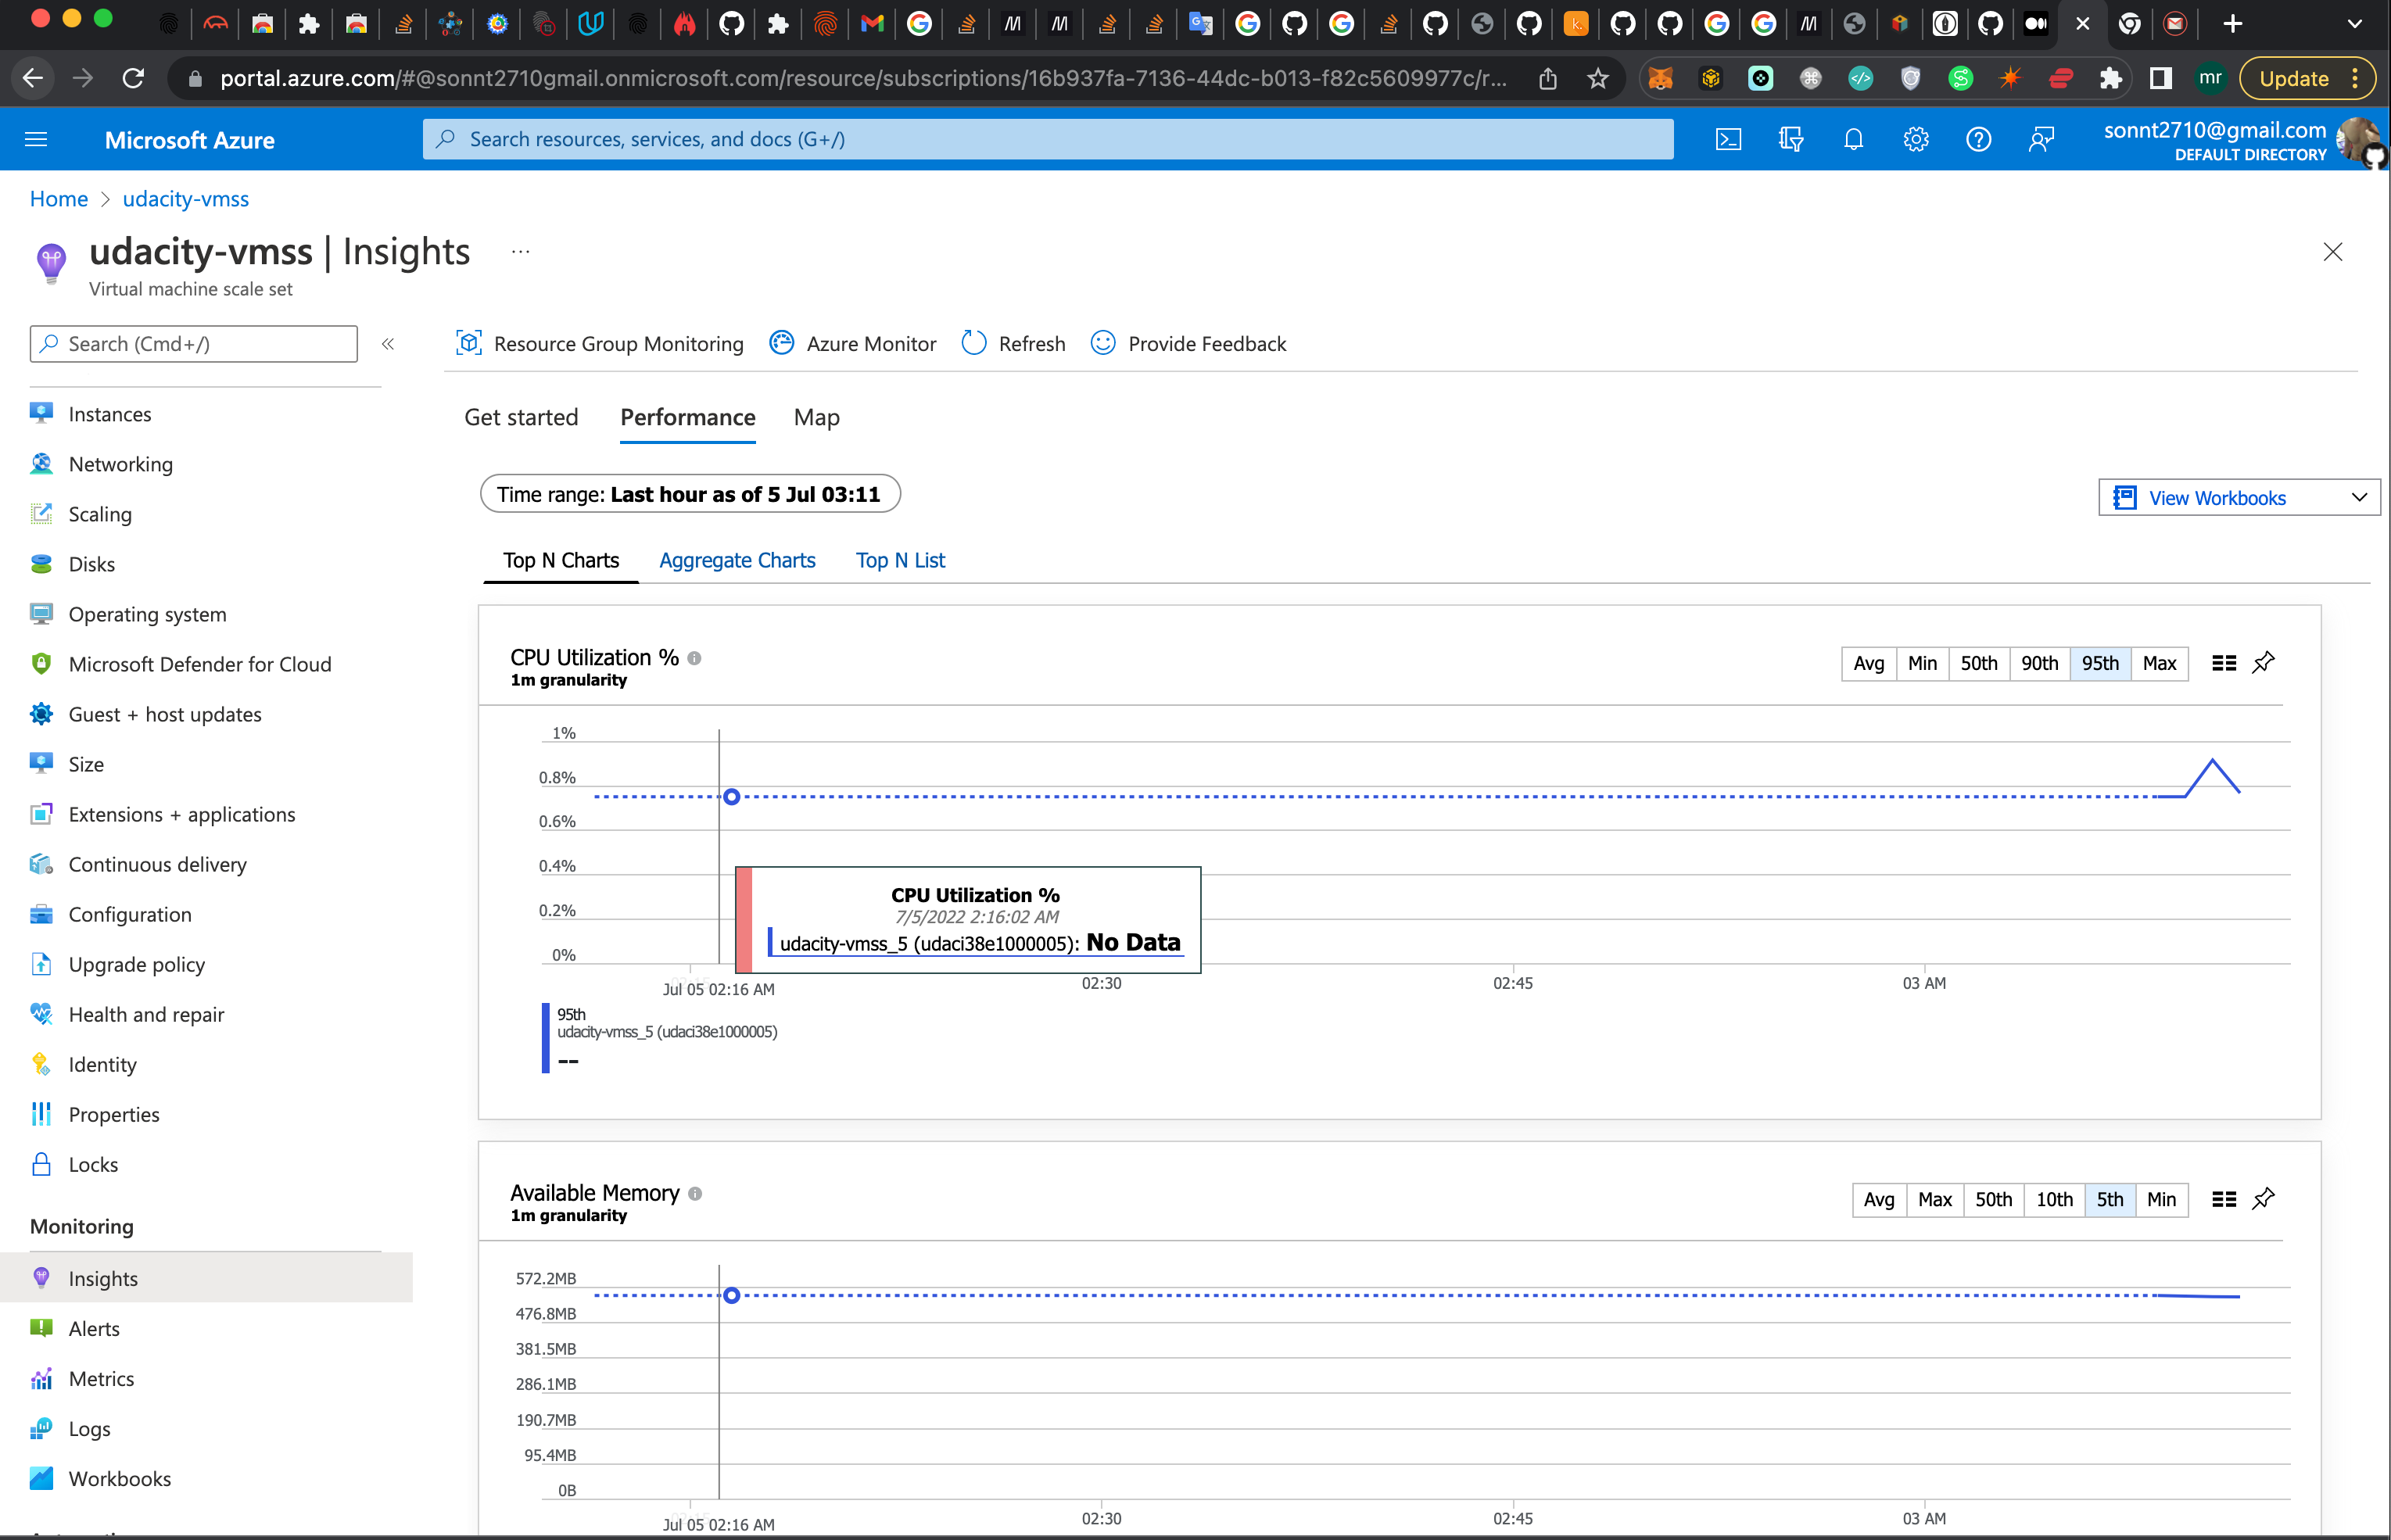 portal.azure.com/#@sonnt2710gmail.onmicrosoft.com/resource/subscriptions/16b937fa-7136-44dc-b013-f82c5609977c/r...
mr
Update
Microsoft Azure
Search resources, services, and docs (G+/)
sonnt2710@gmail.com
DEFAULT DIRECTORY
Home > udacity-vmss
udacity-vmss | Insights ...
Virtual machine scale set
Search (Cmd+/)
«
Instances
Networking
Scaling
Disks
Operating system
Microsoft Defender for Cloud
Guest + host updates
Size
Extensions + applications
Continuous delivery
Configuration
Upgrade policy
Health and repair
Identity
Properties
Locks
Monitoring
Insights
Alerts
Metrics
Logs
Workbooks
Resource Group Monitoring
Azure Monitor
Refresh
Provide Feedback
Get started
Performance
Map
Time range: Last hour as of 5 Jul 03:11
View Workbooks
Top N Charts
Aggregate Charts
Top N List
CPU Utilization %
1m granularity
Avg
Min
50th
90th
95th
Max
1%
0.8%
0.6%
0.4%
0.2%
0%
CPU Utilization %
7/5/2022 2:16:02 AM
udacity-vmss_5 (udaci38e1000005): No Data
Jul 05 02:16 AM
02:30
02:45
03 AM
95th
udacity-vmss_5 (udaci38e1000005)
--
Available Memory
1m granularity
Avg
Max
50th
10th
5th
Min
572.2MB
476.8MB
381.5MB
286.1MB
190.7MB
95.4MB
0B
Jul 05 02:16 AM
02:30
02:45
03 AM